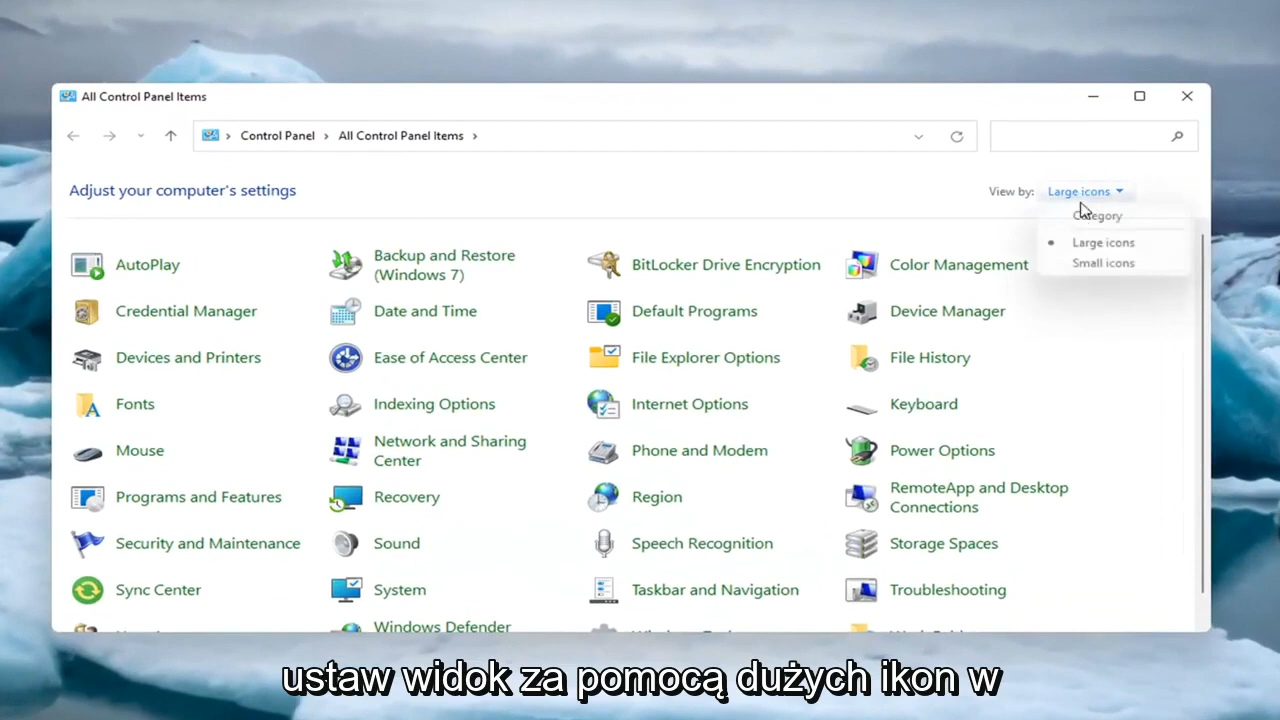 All Control Panel Items
Control Panel > All Control Panel Items >
Adjust your computer's settings
View by: Large icons
Category
Large icons
Small icons
AutoPlay
Backup and Restore
(Windows 7)
BitLocker Drive Encryption
Color Management
Credential Manager
Date and Time
Default Programs
Device Manager
Devices and Printers
Ease of Access Center
File Explorer Options
File History
Fonts
Indexing Options
Internet Options
Keyboard
Mouse
Network and Sharing
Center
Phone and Modem
Power Options
Programs and Features
Recovery
Region
RemoteApp and Desktop
Connections
Security and Maintenance
Sound
Speech Recognition
Storage Spaces
Sync Center
System
Taskbar and Navigation
Troubleshooting
Windows Defender
ustaw widok za pomocą dużych ikon w